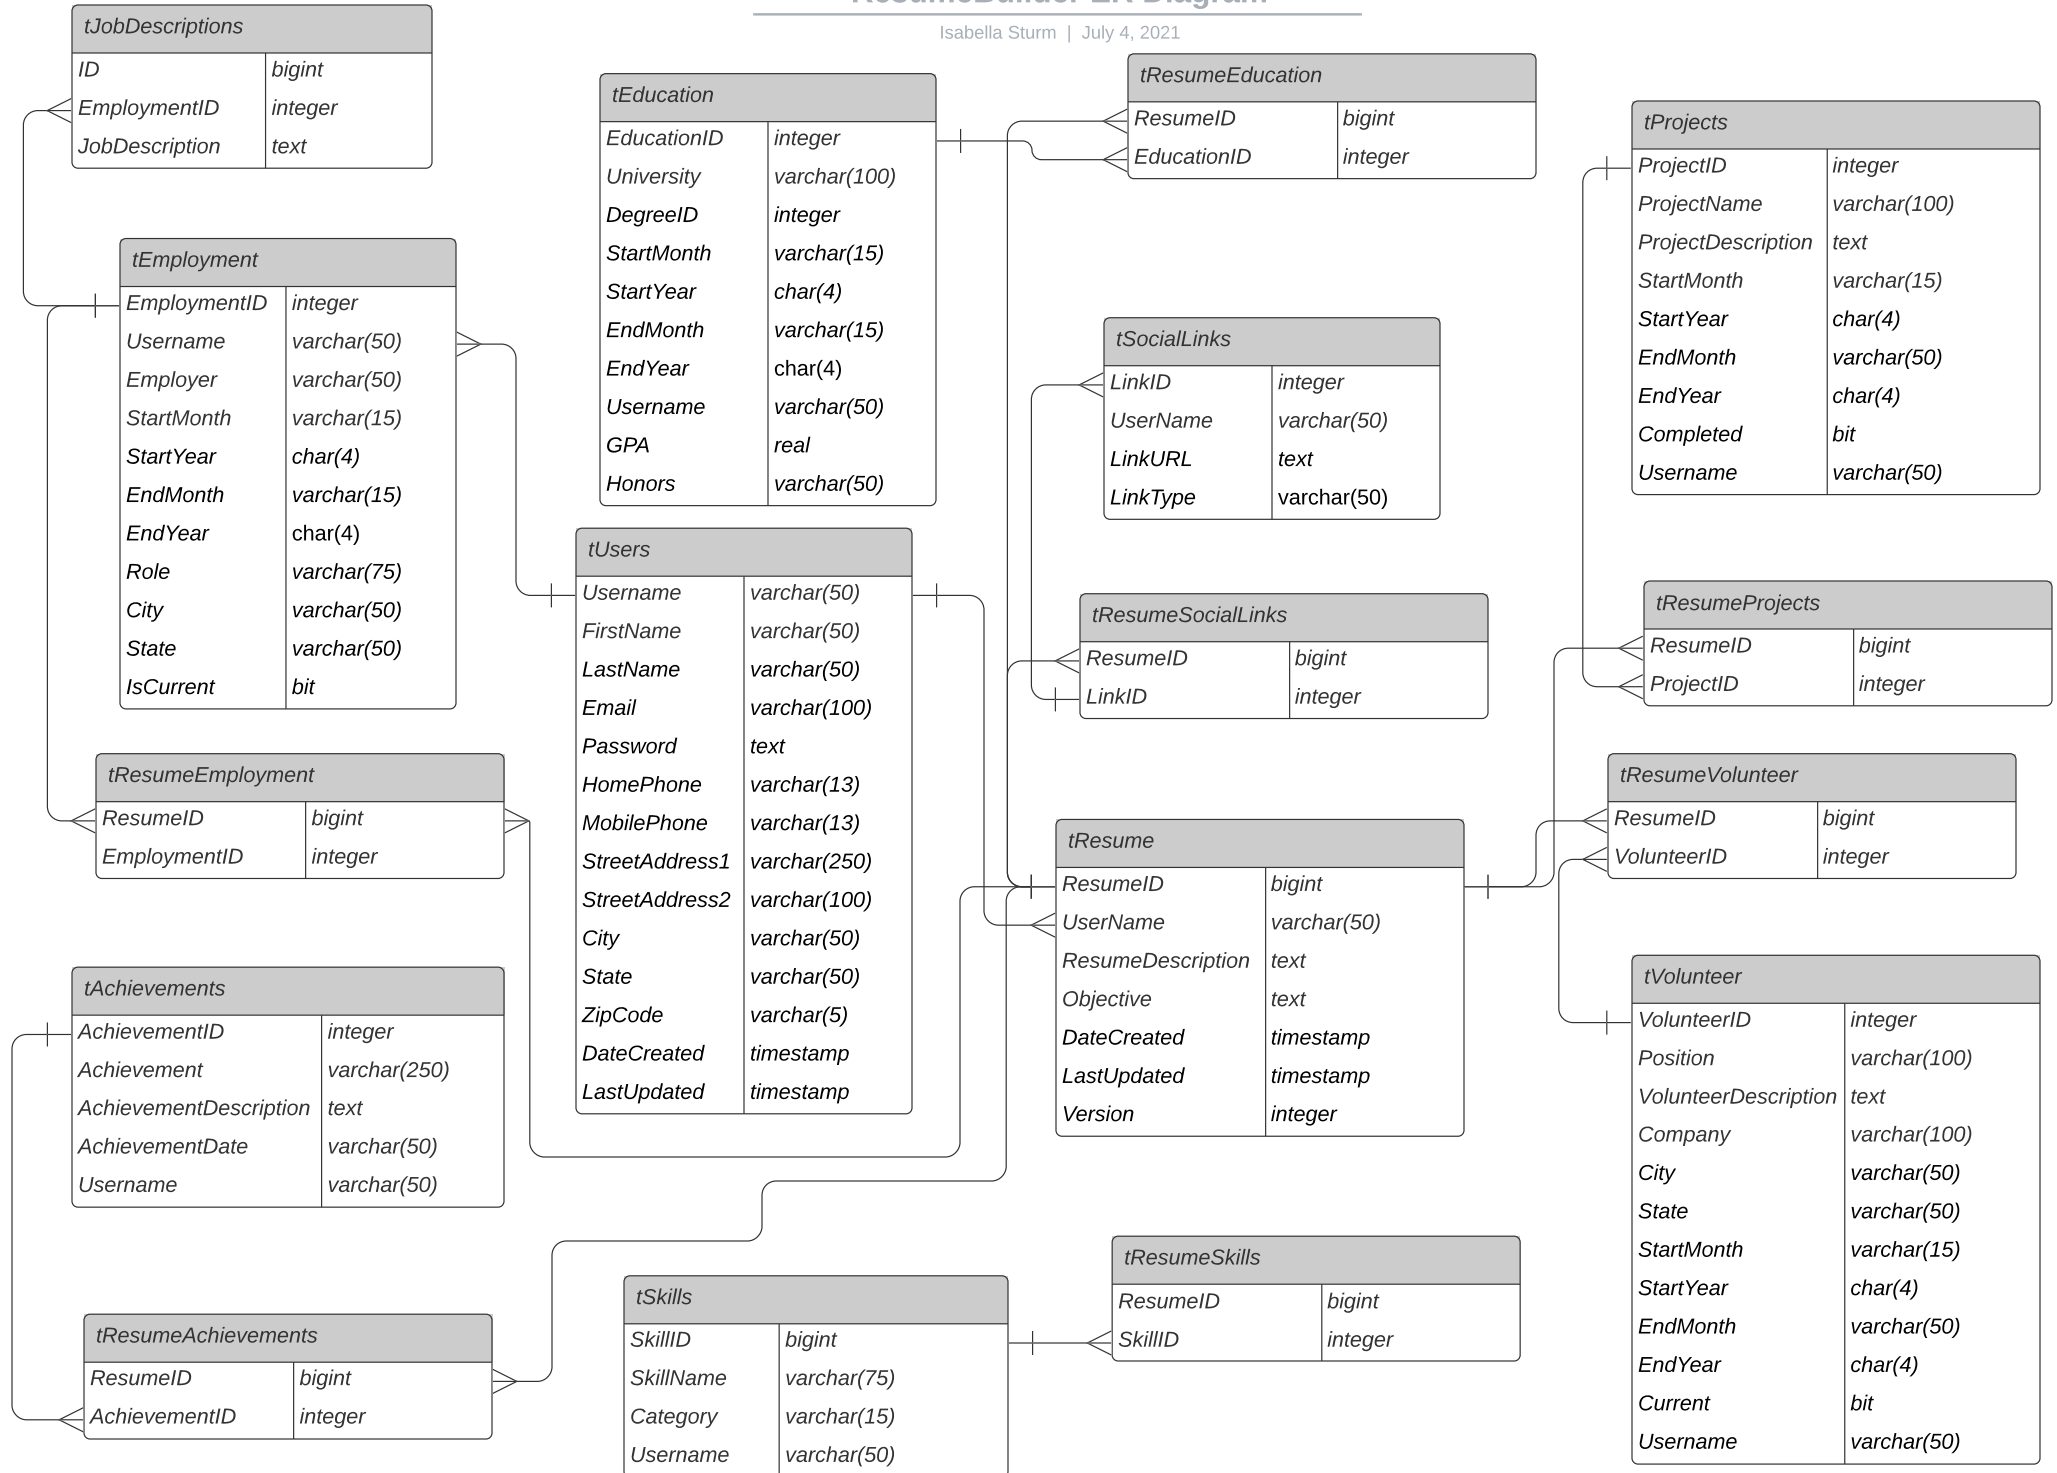 ResumeBuilder ER Diagram
Isabella Sturm | July 4, 2021
tJobDescriptions
ID bigint
EmploymentID integer
JobDescription text
tEmployment
EmploymentID integer
Username varchar(50)
Employer varchar(50)
StartMonth varchar(15)
StartYear char(4)
EndMonth varchar(15)
EndYear char(4)
Role varchar(75)
City varchar(50)
State varchar(50)
IsCurrent bit
tResumeEmployment
ResumeID bigint
EmploymentID integer
tAchievements
AchievementID integer
Achievement varchar(250)
AchievementDescription text
AchievementDate varchar(50)
Username varchar(50)
tResumeAchievements
ResumeID bigint
AchievementID integer
tEducation
EducationID integer
University varchar(100)
DegreeID integer
StartMonth varchar(15)
StartYear char(4)
EndMonth varchar(15)
EndYear char(4)
Username varchar(50)
GPA real
Honors varchar(50)
tUsers
Username varchar(50)
FirstName varchar(50)
LastName varchar(50)
Email varchar(100)
Password text
HomePhone varchar(13)
MobilePhone varchar(13)
StreetAddress1 varchar(250)
StreetAddress2 varchar(100)
City varchar(50)
State varchar(50)
ZipCode varchar(5)
DateCreated timestamp
LastUpdated timestamp
tSkills
SkillID bigint
SkillName varchar(75)
Category varchar(15)
Username varchar(50)
tResumeEducation
ResumeID bigint
EducationID integer
tSocialLinks
LinkID integer
UserName varchar(50)
LinkURL text
LinkType varchar(50)
tResumeSocialLinks
ResumeID bigint
LinkID integer
tResume
ResumeID bigint
UserName varchar(50)
ResumeDescription text
Objective text
DateCreated timestamp
LastUpdated timestamp
Version integer
tResumeSkills
ResumeID bigint
SkillID integer
tProjects
ProjectID integer
ProjectName varchar(100)
ProjectDescription text
StartMonth varchar(15)
StartYear char(4)
EndMonth varchar(50)
EndYear char(4)
Completed bit
Username varchar(50)
tResumeProjects
ResumeID bigint
ProjectID integer
tResumeVolunteer
ResumeID bigint
VolunteerID integer
tVolunteer
VolunteerID integer
Position varchar(100)
VolunteerDescription text
Company varchar(100)
City varchar(50)
State varchar(50)
StartMonth varchar(15)
StartYear char(4)
EndMonth varchar(50)
EndYear char(4)
Current bit
Username varchar(50)